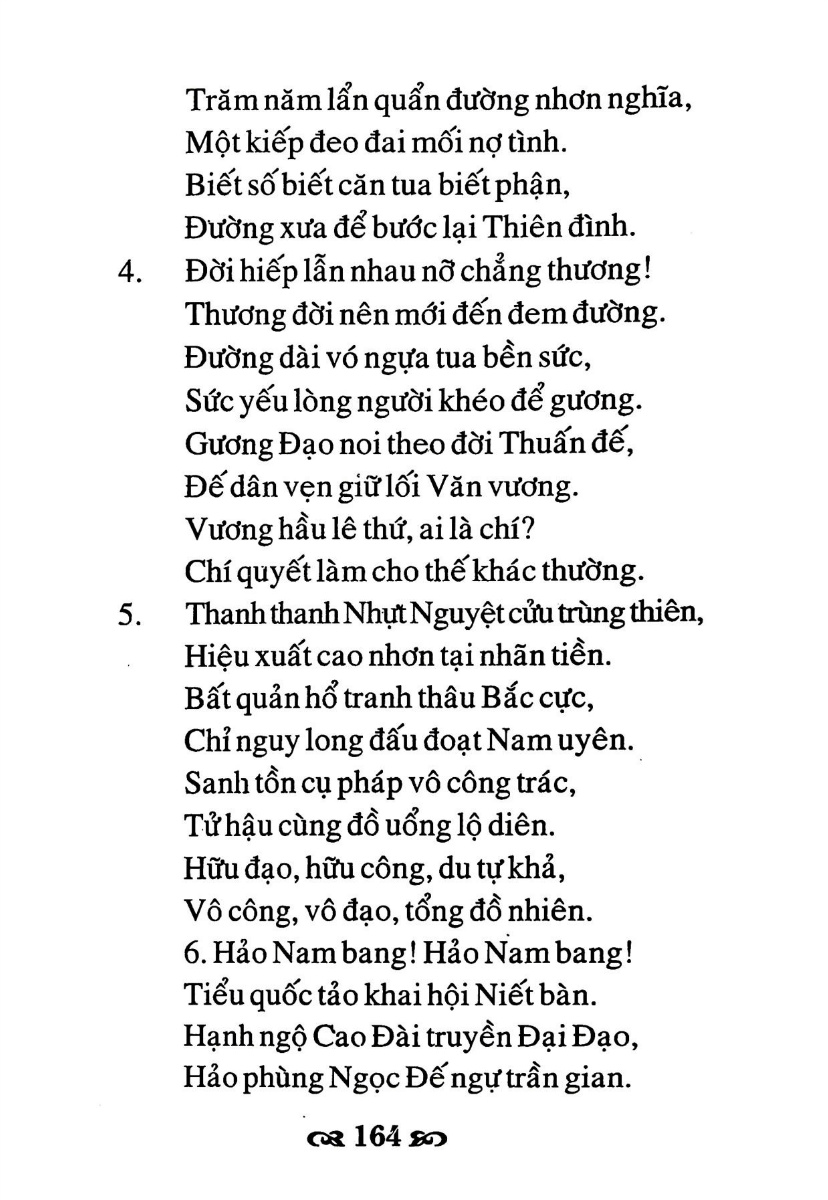 Trăm năm lẩn quẩn đường nhơn nghĩa,
Một kiếp đeo đai mối nợ tình.
Biết số biết căn tua biết phận,
Đường xưa để bước lại Thiên đình.
4. Đời hiếp lẫn nhau nỡ chẳng thương!
Thương đời nên mới đến đem đường.
Đường dài vó ngựa tua bền sức,
Sức yếu lòng người khéo để gương.
Gương Đạo noi theo đời Thuấn đế,
Đế dân vẹn giữ lối Văn vương.
Vương hầu lê thứ, ai là chí?
Chí quyết làm cho thế khác thường.
5. Thanh thanh Nhựt Nguyệt cửu trùng thiên,
Hiệu xuất cao nhơn tại nhãn tiền.
Bất quản hổ tranh thâu Bắc cực,
Chỉ nguy long đấu đoạt Nam uyên.
Sanh tồn cụ pháp vô công trác,
Tử hậu cùng đồ uổng lộ diên.
Hữu đạo, hữu công, du tự khả,
Vô công, vô đạo, tổng đồ nhiên.
6. Hảo Nam bang! Hảo Nam bang!
Tiểu quốc tảo khai hội Niết bàn.
Hạnh ngộ Cao Đài truyền Đại Đạo,
Hảo phùng Ngọc Đế ngự trần gian.
164